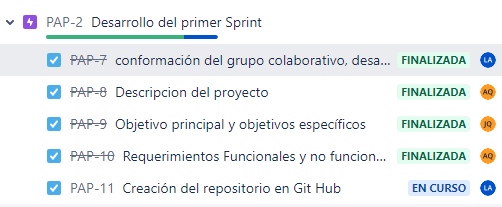 PAP-2 Desarrollo del primer Sprint
PAP-7 conformación del grupo colaborativo, desa... FINALIZADA LA
PAP-8 Descripcion del proyecto FINALIZADA AQ
PAP-9 Objetivo principal y objetivos específicos FINALIZADA JQ
PAP-10 Requerimientos Funcionales y no funcion... FINALIZADA AQ
PAP-11 Creación del repositorio en Git Hub EN CURSO LA